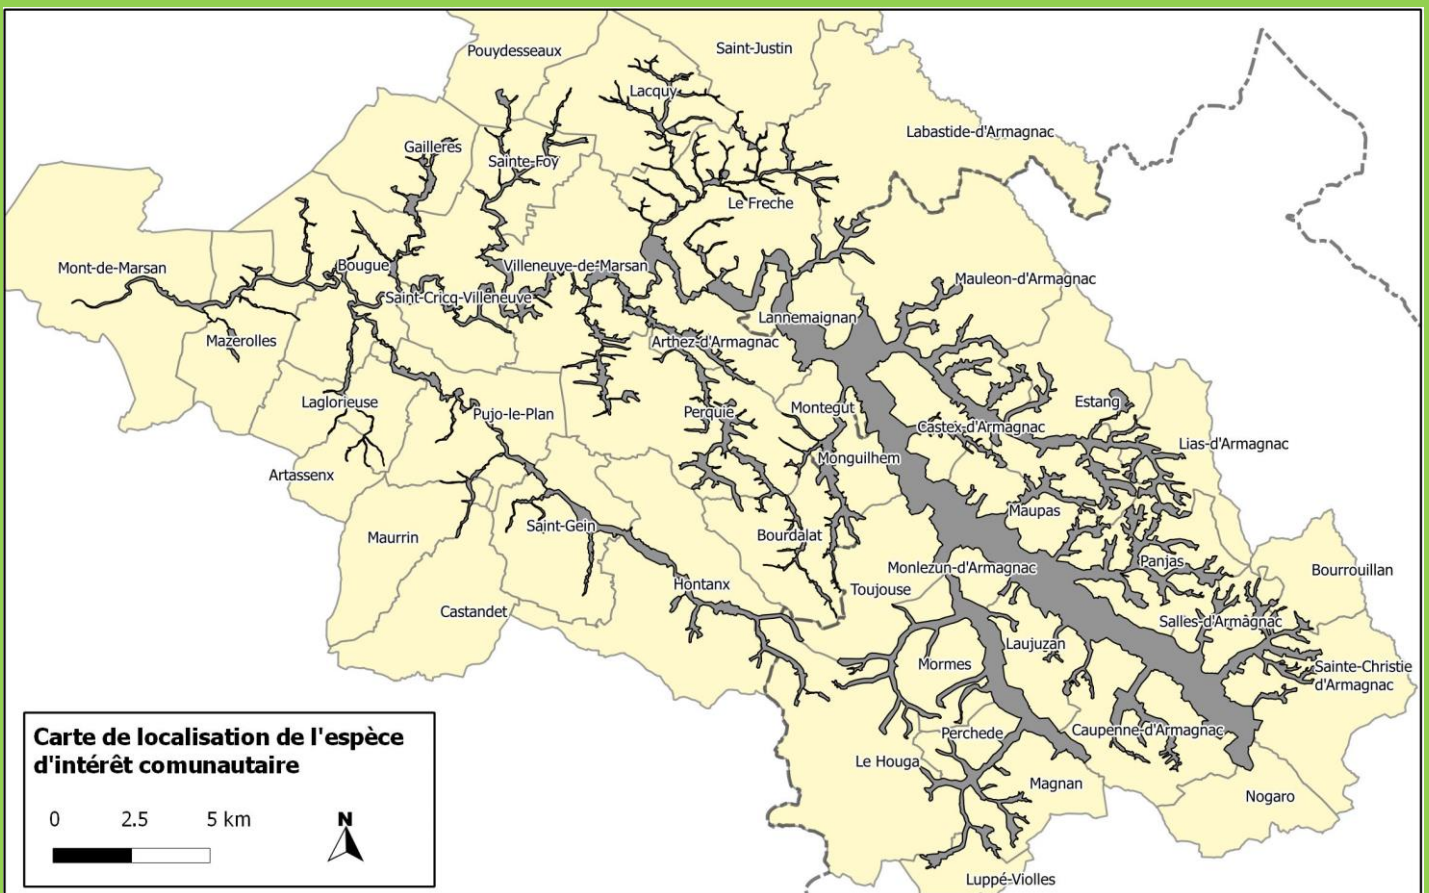 Pouydesseaux
Saint-Justin
Lacquy
Labastide-d'Armagnac
Gailleres
Sainte-Foy
Le Freche
Mont-de-Marsan
Bougue
Villeneuve-de-Marsan
Mauleon-d'Armagnac
Saint-Cricq-Villeneuve
Lannemaignan
Mazerolles
Arthez-d'Armagnac
Laglorieuse
Pujo-le-Plan
Perquie
Montegut
Estang
Castex-d'Armagnac
Lias-d'Armagnac
Monguilhem
Artassenx
Maupas
Saint-Gein
Maurrin
Bourdalat
Panjas
Monlezun-d'Armagnac
Bourrouillan
Hontanx
Toujouse
Castandet
Salles-d'Armagnac
Laujuzan
Mormes
Sainte-Christie
d'Armagnac
Perchede
Caupenne-d'Armagnac
Le Houga
Magnan
Nogaro
Luppé-Violles
Carte de localisation de l'espèce
d'intérêt comunautaire
0 2.5 5 km
N